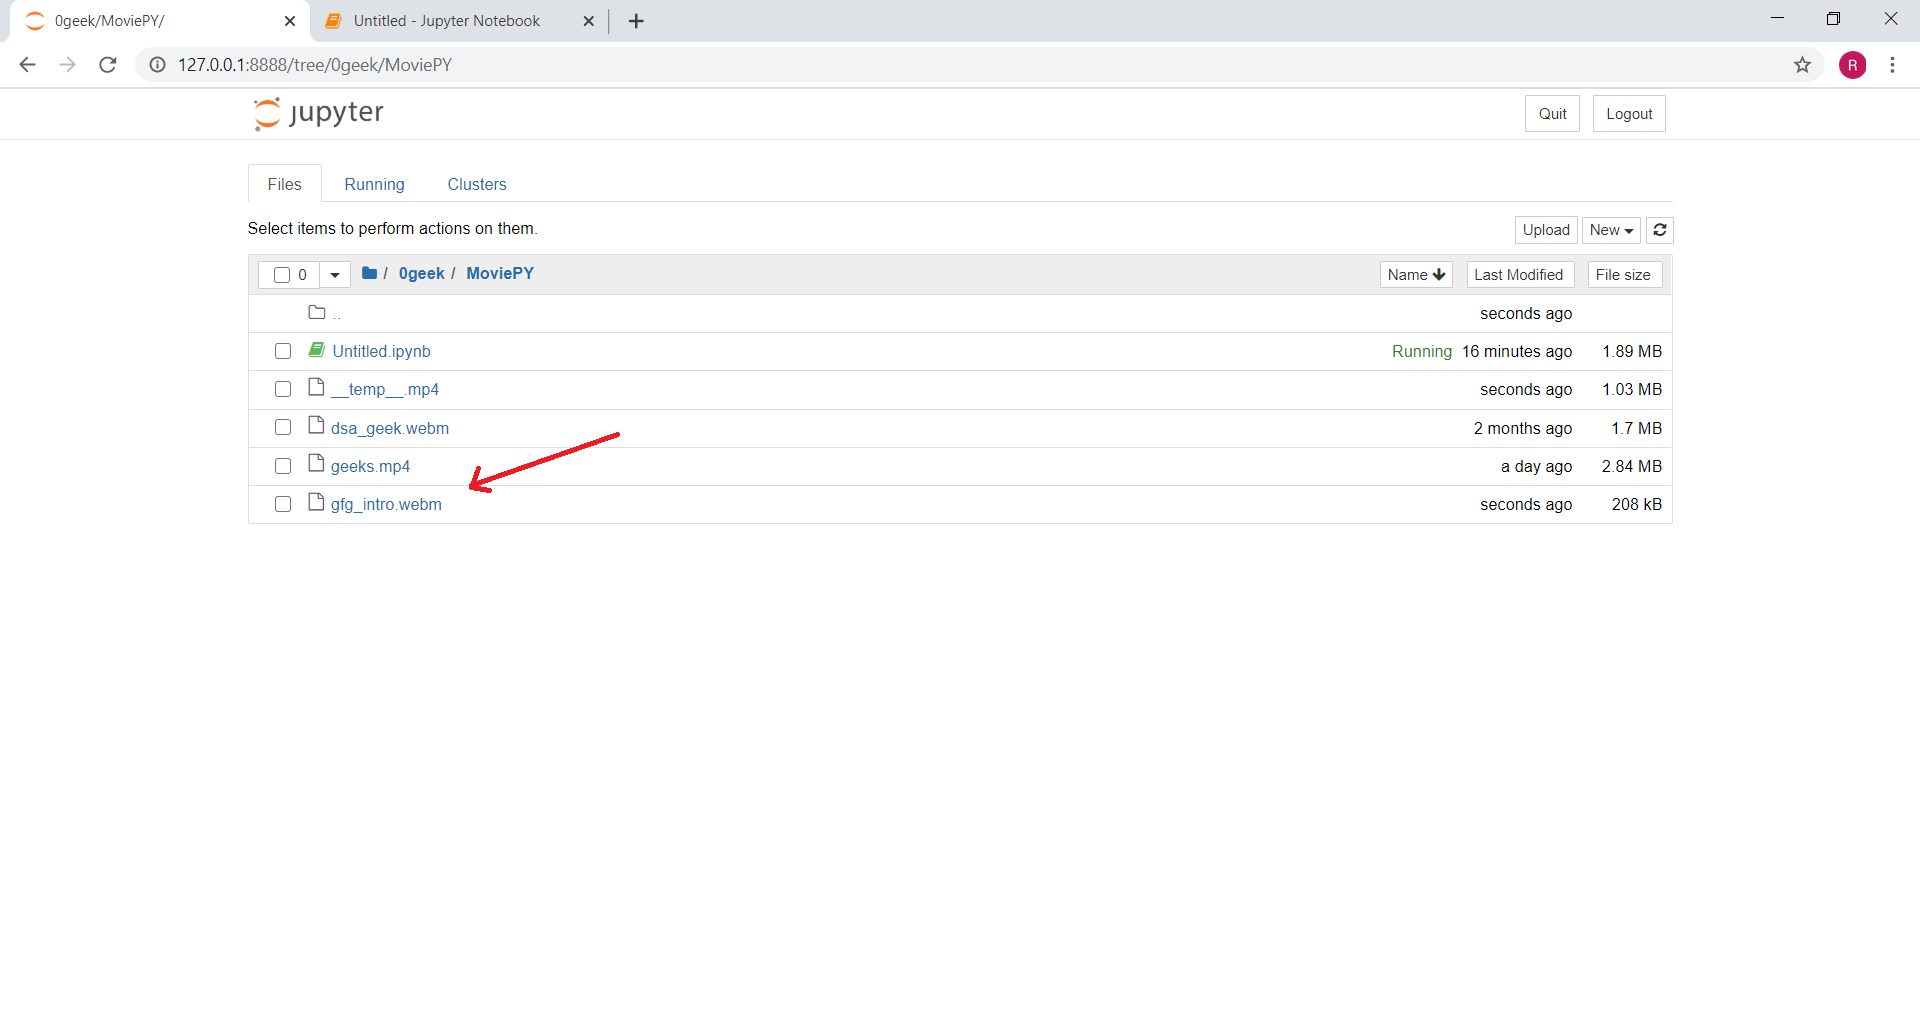 0geek/MoviePY/
Untitled - Jupyter Notebook
127.0.0.1:8888/tree/0geek/MoviePY
R
jupyter
Quit
Logout
Files
Running
Clusters
Select items to perform actions on them.
Upload
New
0
/ 0geek / MoviePY
Name
Last Modified
File size
.. seconds ago
Untitled.ipynb Running 16 minutes ago 1.89 MB
__temp__.mp4 seconds ago 1.03 MB
dsa_geek.webm 2 months ago 1.7 MB
geeks.mp4 a day ago 2.84 MB
gfg_intro.webm seconds ago 208 kB